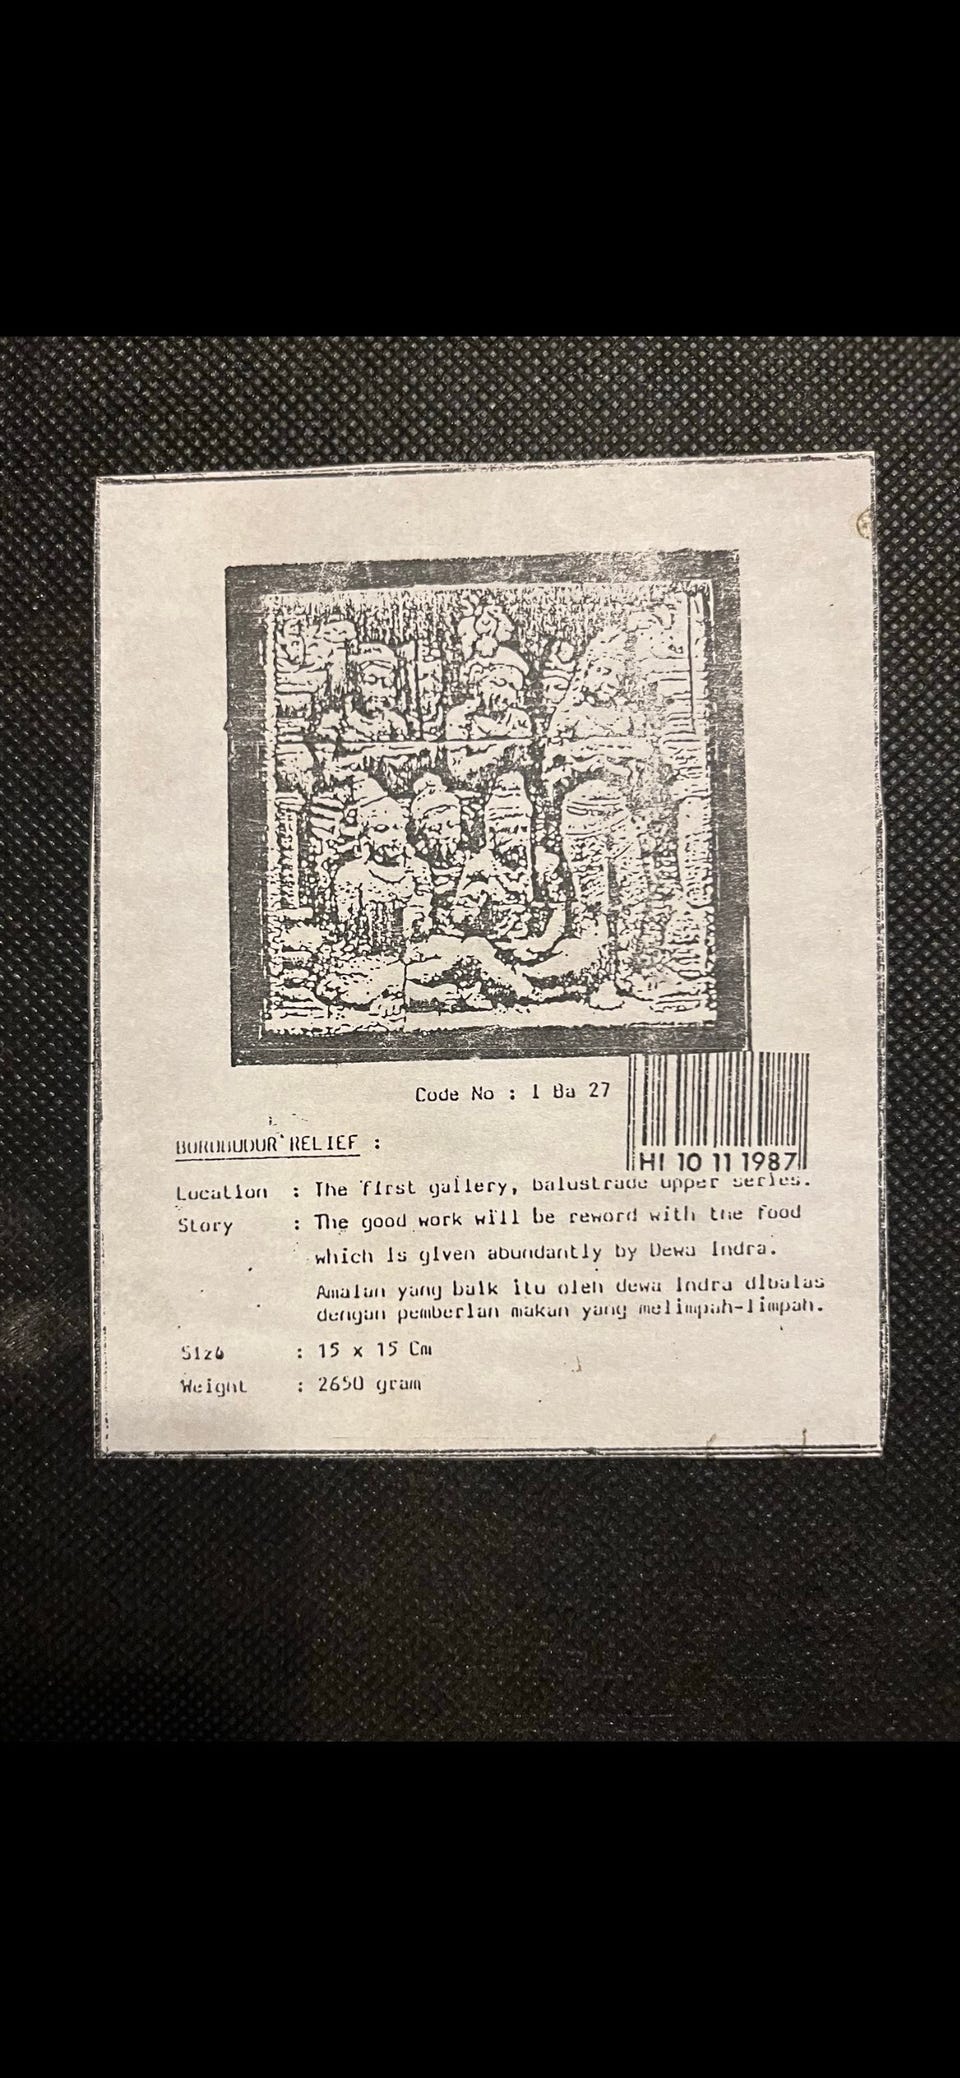 Code No : I Ba 27
HI 10 11 1987
BOROBUDUR RELIEF :
Location : The first gallery, balustrade upper series.
Story : The good work will be reword with the food
which is given abundantly by Dewa Indra.
Amalan yang baik itu oleh dewa Indra dibalas
dengan pemberian makan yang melimpah-limpah.
Size : 15 x 15 Cm
Weight : 2650 gram